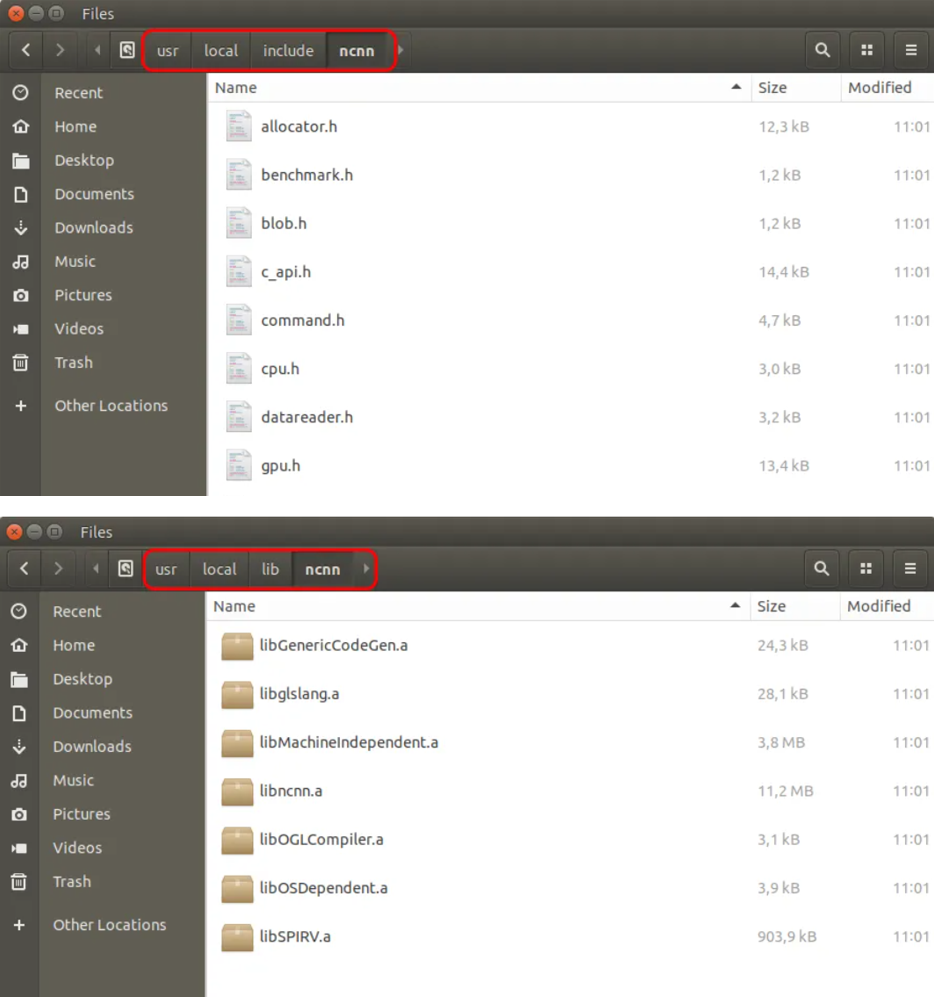 Files
usr local include ncnn
Name Size Modified
Recent
Home
Desktop
Documents
Downloads
Music
Pictures
Videos
Trash
Other Locations
allocator.h 12,3 kB 11:01
benchmark.h 1,2 kB 11:01
blob.h 1,2 kB 11:01
c_api.h 14,4 kB 11:01
command.h 4,7 kB 11:01
cpu.h 3,0 kB 11:01
datareader.h 3,2 kB 11:01
gpu.h 13,4 kB 11:01
Files
usr local lib ncnn
Name Size Modified
Recent
Home
Desktop
Documents
Downloads
Music
Pictures
Videos
Trash
Other Locations
libGenericCodeGen.a 24,3 kB 11:01
libglslang.a 28,1 kB 11:01
libMachineIndependent.a 3,8 MB 11:01
libncnn.a 11,2 MB 11:01
libOGLCompiler.a 3,1 kB 11:01
libOSDependent.a 3,9 kB 11:01
libSPIRV.a 903,9 kB 11:01